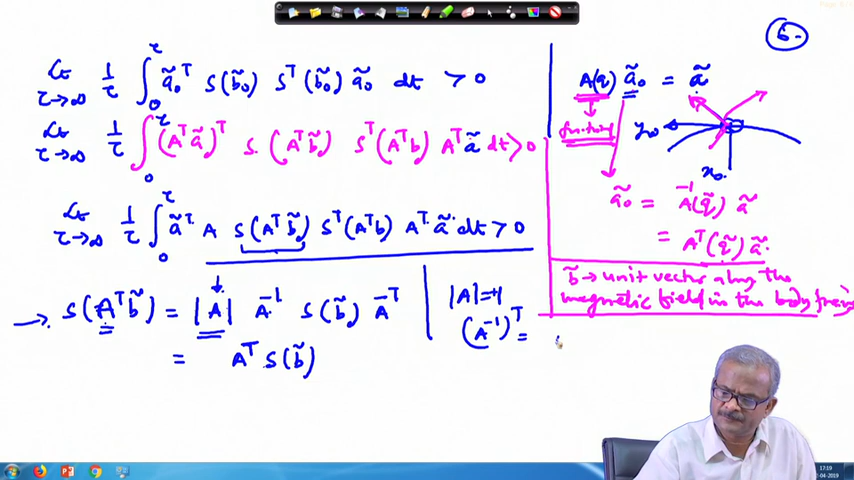 6.
Lt τ→∞ 1/τ ∫₀^τ ã₀ᵀ S(b̃₀) Sᵀ(b̃₀) ã₀ dt > 0
Lt τ→∞ 1/τ ∫₀^τ (Aᵀã)ᵀ S (Aᵀb̃) Sᵀ(Aᵀb) Aᵀã dt > 0
Lt τ→∞ 1/τ ∫₀^τ ãᵀ A S(Aᵀb̃) Sᵀ(Aᵀb) Aᵀ ã dt > 0
→ S(Aᵀb̃) = |A| A⁻¹ S(b̃) A⁻ᵀ
= Aᵀ S(b̃)
|A| = +1
(A⁻¹)ᵀ =
A(q) ã₀ = ã
y₀
x₀
ã₀ = A⁻¹(q̃) ã
= Aᵀ(q̃) ã
b̃ → unit vector along the
magnetic field in the body
17:19